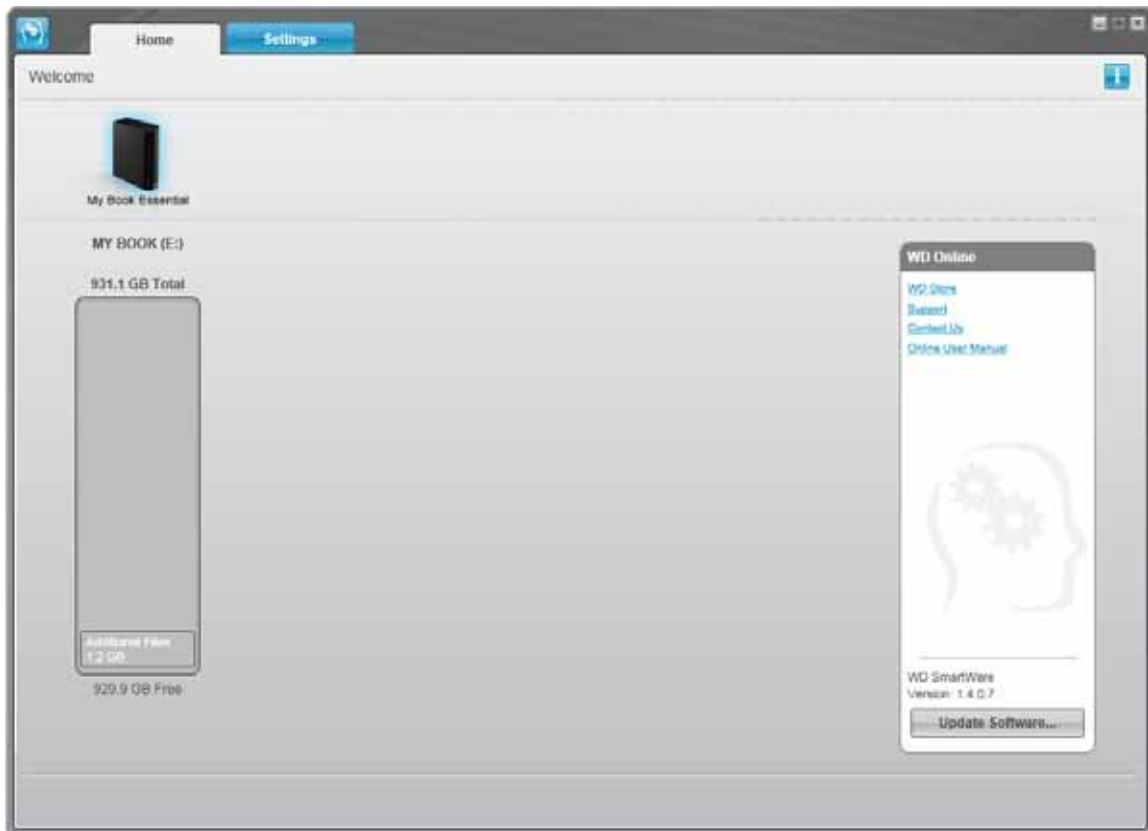 Home
Settings
Welcome
My Book Essential
MY BOOK (E:)
931.1 GB Total
Additional Files
1.2 GB
929.9 GB Free
WD Online
WD Store
Support
Contact Us
Online User Manual
WD SmartWare
Version: 1.4.0.7
Update Software...